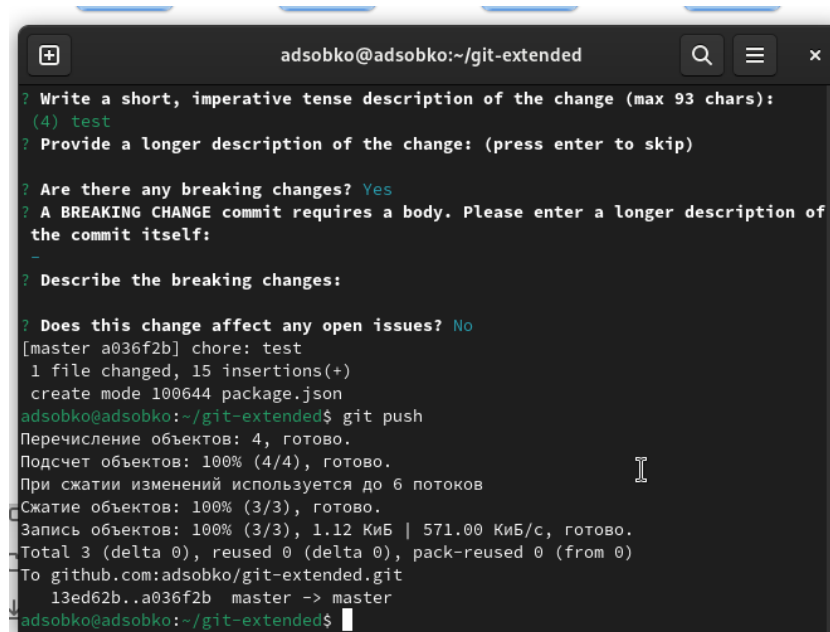 adsobko@adsobko:~/git-extended
? Write a short, imperative tense description of the change (max 93 chars):
(4) test
? Provide a longer description of the change: (press enter to skip)
? Are there any breaking changes? Yes
? A BREAKING CHANGE commit requires a body. Please enter a longer description of
the commit itself:
-
? Describe the breaking changes:
? Does this change affect any open issues? No
[master a036f2b] chore: test
1 file changed, 15 insertions(+)
create mode 100644 package.json
adsobko@adsobko:~/git-extended$ git push
Перечисление объектов: 4, готово.
Подсчет объектов: 100% (4/4), готово.
При сжатии изменений используется до 6 потоков
Сжатие объектов: 100% (3/3), готово.
Запись объектов: 100% (3/3), 1.12 КиБ | 571.00 КиБ/с, готово.
Total 3 (delta 0), reused 0 (delta 0), pack-reused 0 (from 0)
To github.com:adsobko/git-extended.git
13ed62b..a036f2b master -> master
adsobko@adsobko:~/git-extended$